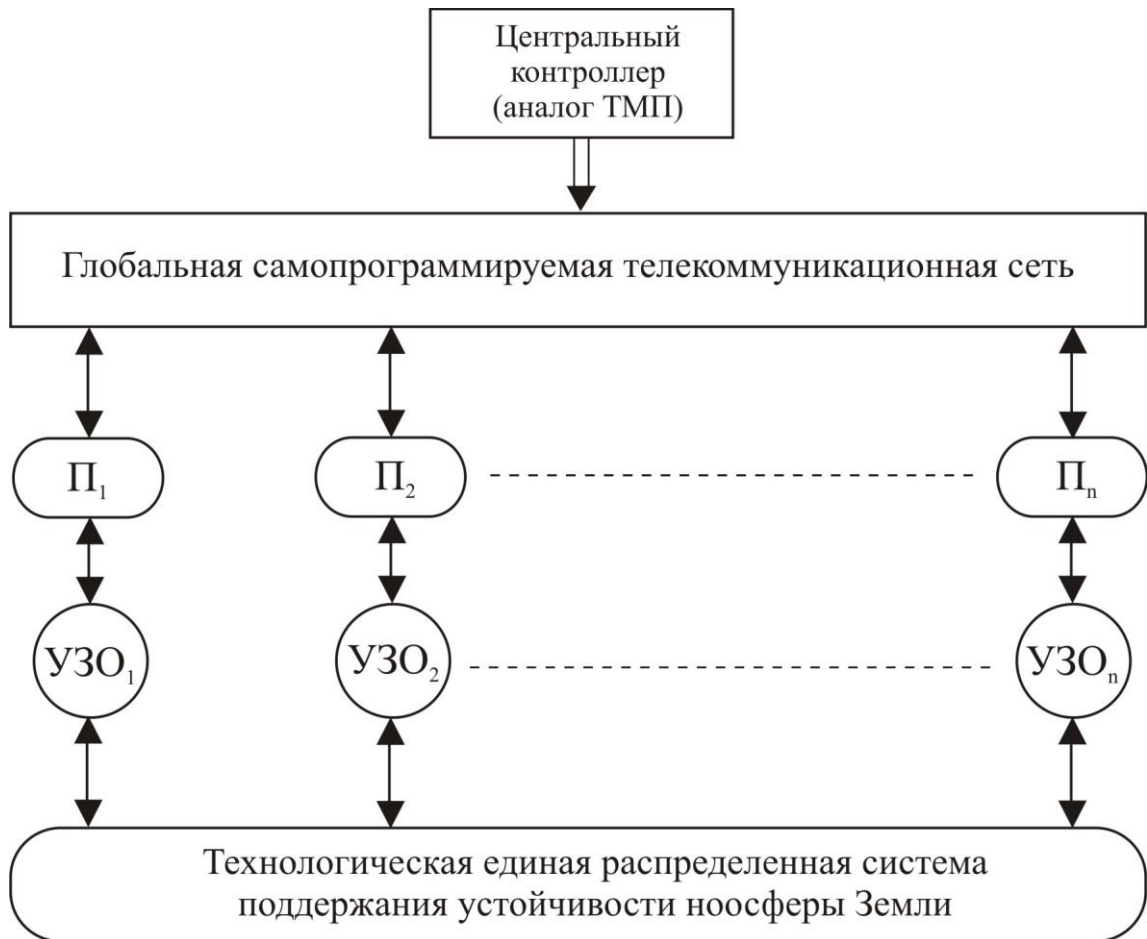 Центральный
контроллер
(аналог ТМП)
Глобальная самопрограммируемая телекоммуникационная сеть
П₁ П₂ Пₙ
УЗО₁ УЗО₂ УЗОₙ
Технологическая единая распределенная система
поддержания устойчивости ноосферы Земли